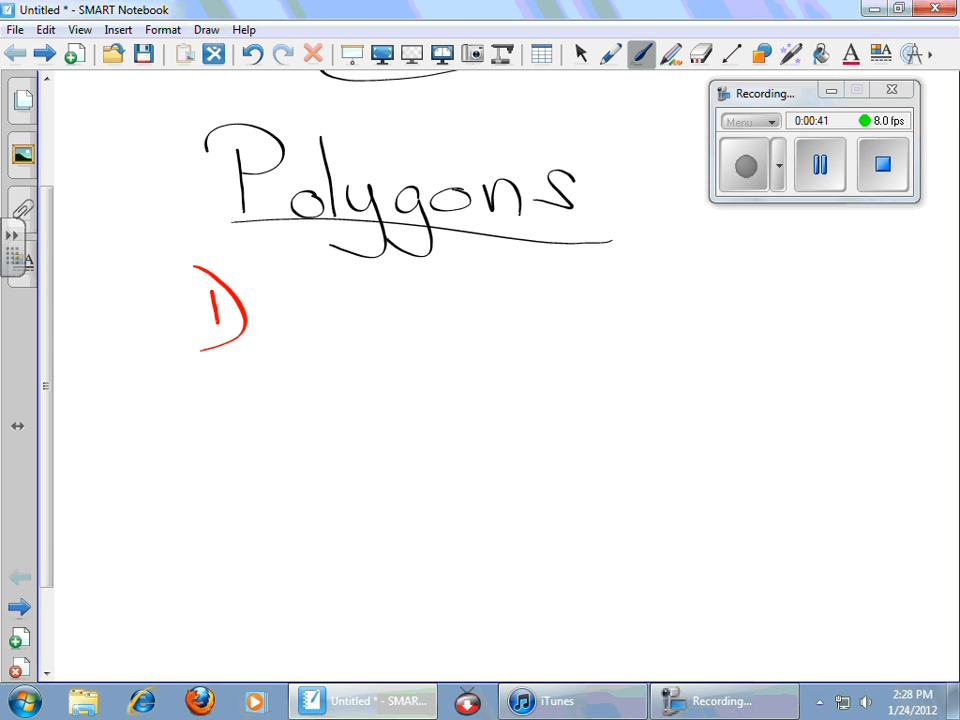 Untitled * - SMART Notebook
File Edit View Insert Format Draw Help
Recording...
Menu 0:00:41 8.0 fps
Polygons
1)
Untitled * - SMAR... iTunes Recording...
2:28 PM
1/24/2012